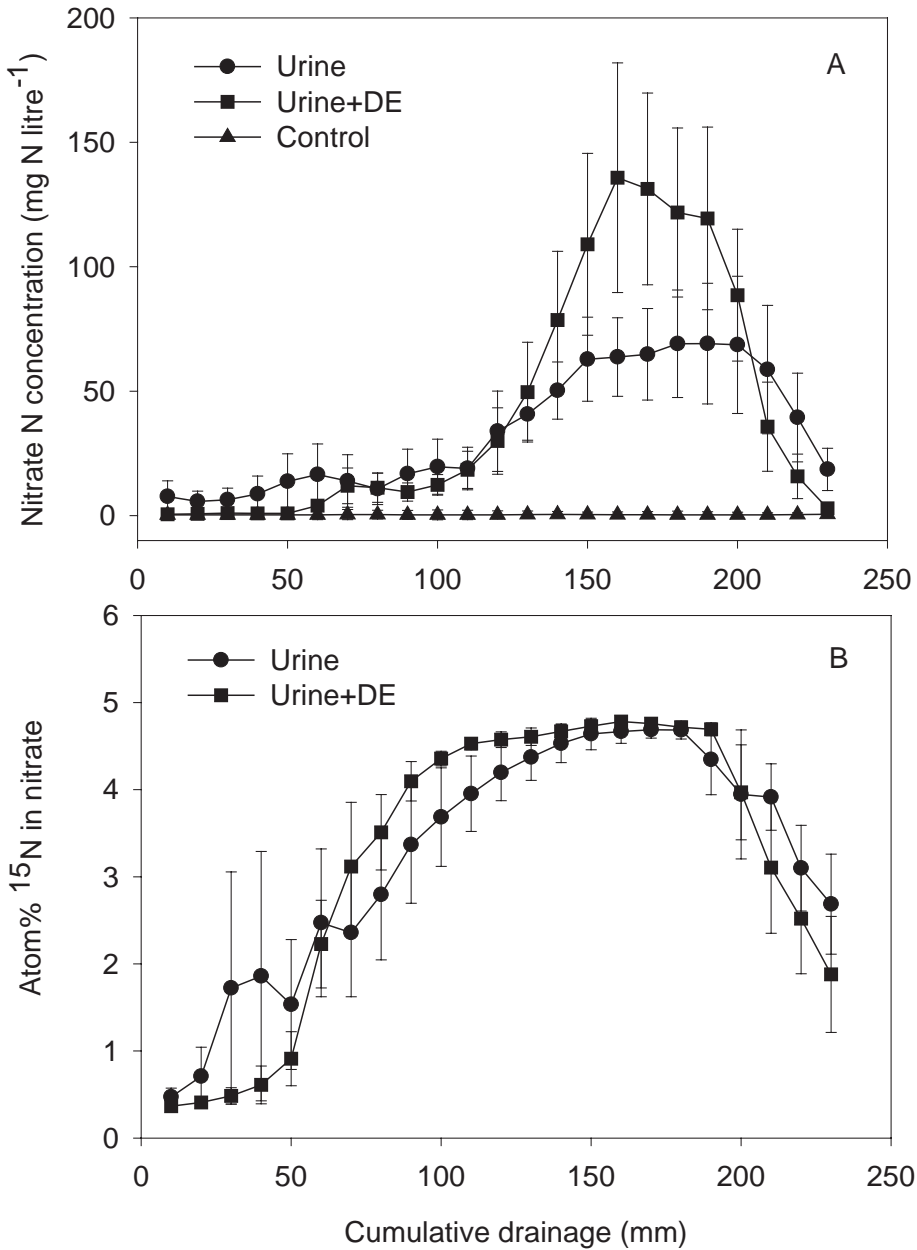 A
Urine
Urine+DE
Control
Nitrate N concentration (mg N litre⁻¹)
200
150
100
50
0
0 50 100 150 200 250
B
Urine
Urine+DE
Atom% ¹⁵N in nitrate
6
5
4
3
2
1
0
0 50 100 150 200 250
Cumulative drainage (mm)